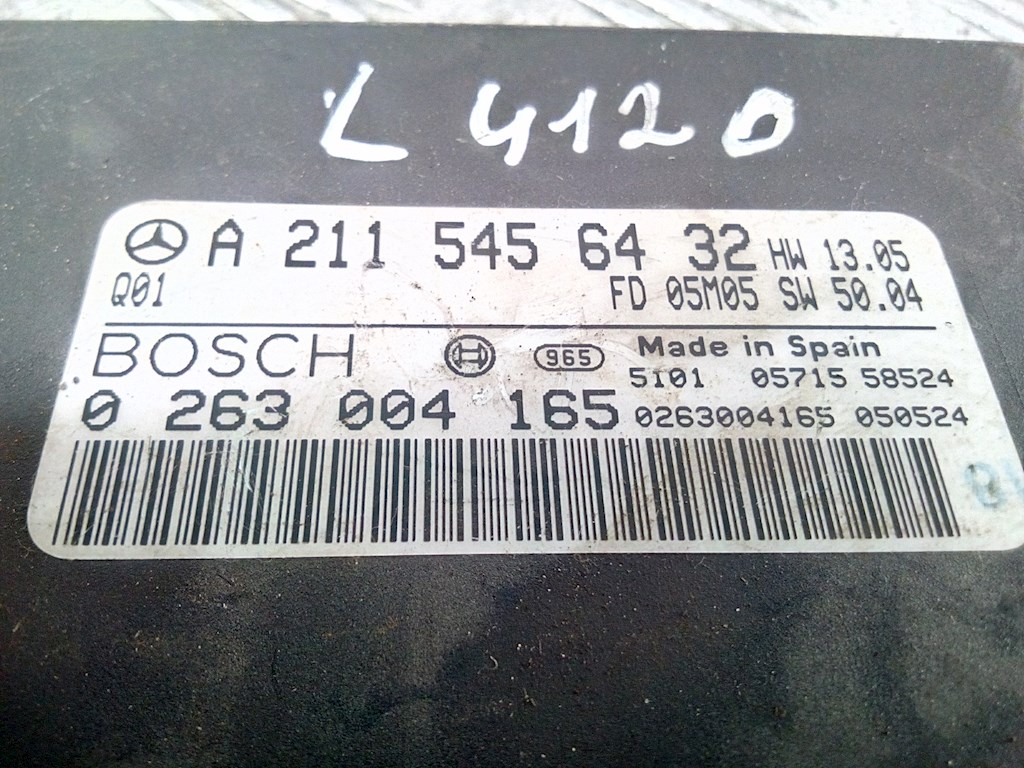 L 4120
A 211 545 64 32 HW 13.05
Q01 FD 05M05 SW 50.04
BOSCH 965 Made in Spain
5101 05715 58524
0 263 004 165 0263004165 050524